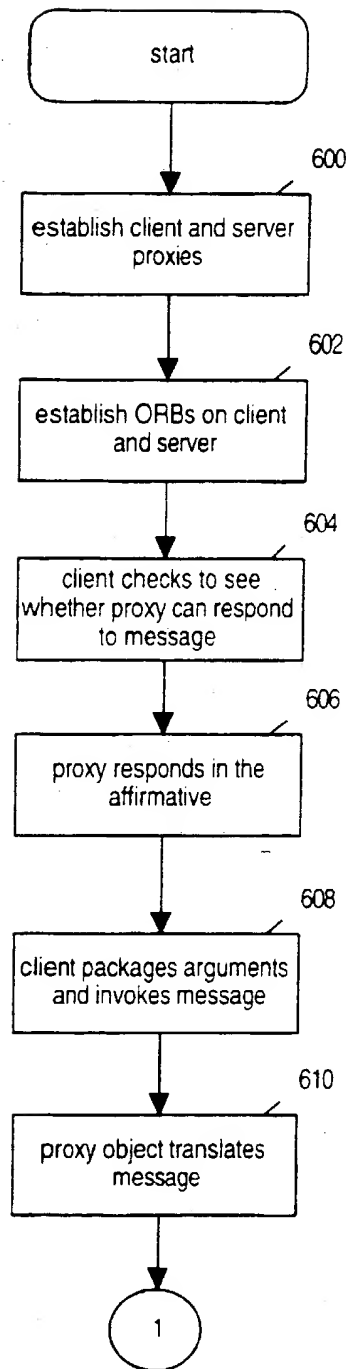 start
600
establish client and server
proxies
602
establish ORBs on client
and server
604
client checks to see
whether proxy can respond
to message
606
proxy responds in the
affirmative
608
client packages arguments
and invokes message
610
proxy object translates
message
1